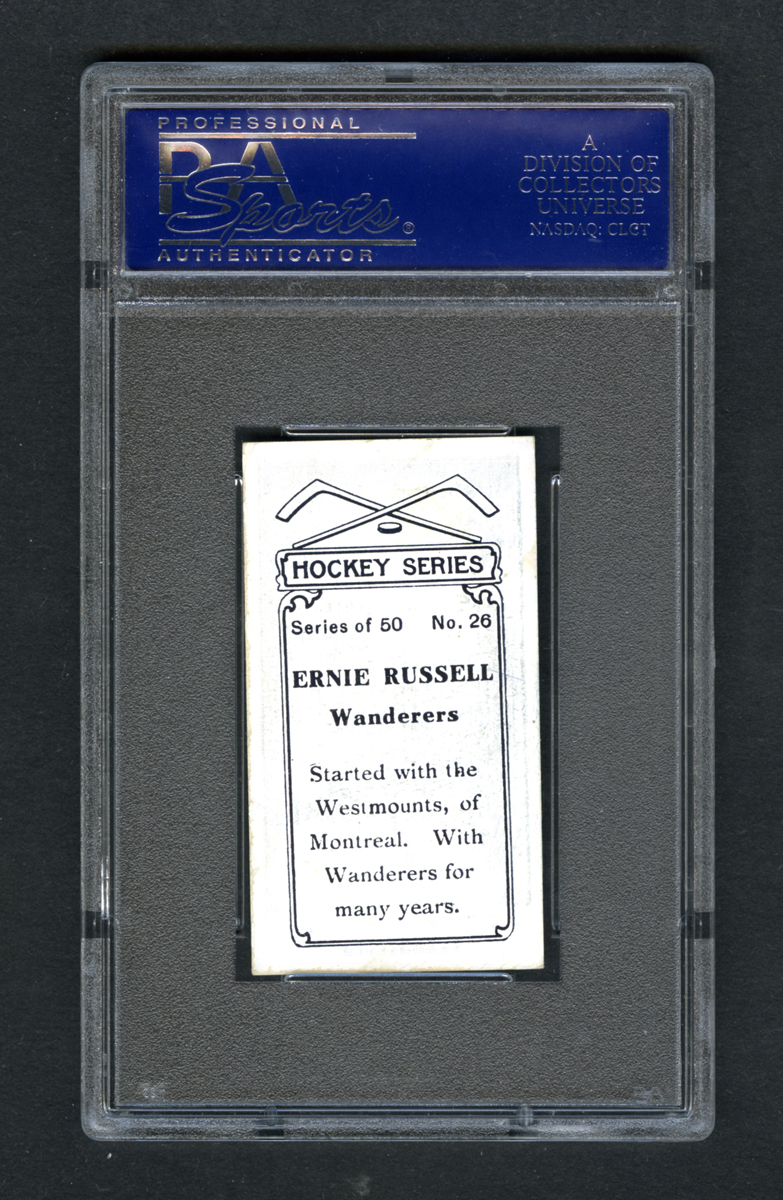 PROFESSIONAL
PSA
Sports®
AUTHENTICATOR
A
DIVISION OF
COLLECTORS
UNIVERSE
NASDAQ: CLCT
HOCKEY SERIES
Series of 50 No. 26
ERNIE RUSSELL
Wanderers
Started with the
Westmounts, of
Montreal. With
Wanderers for
many years.